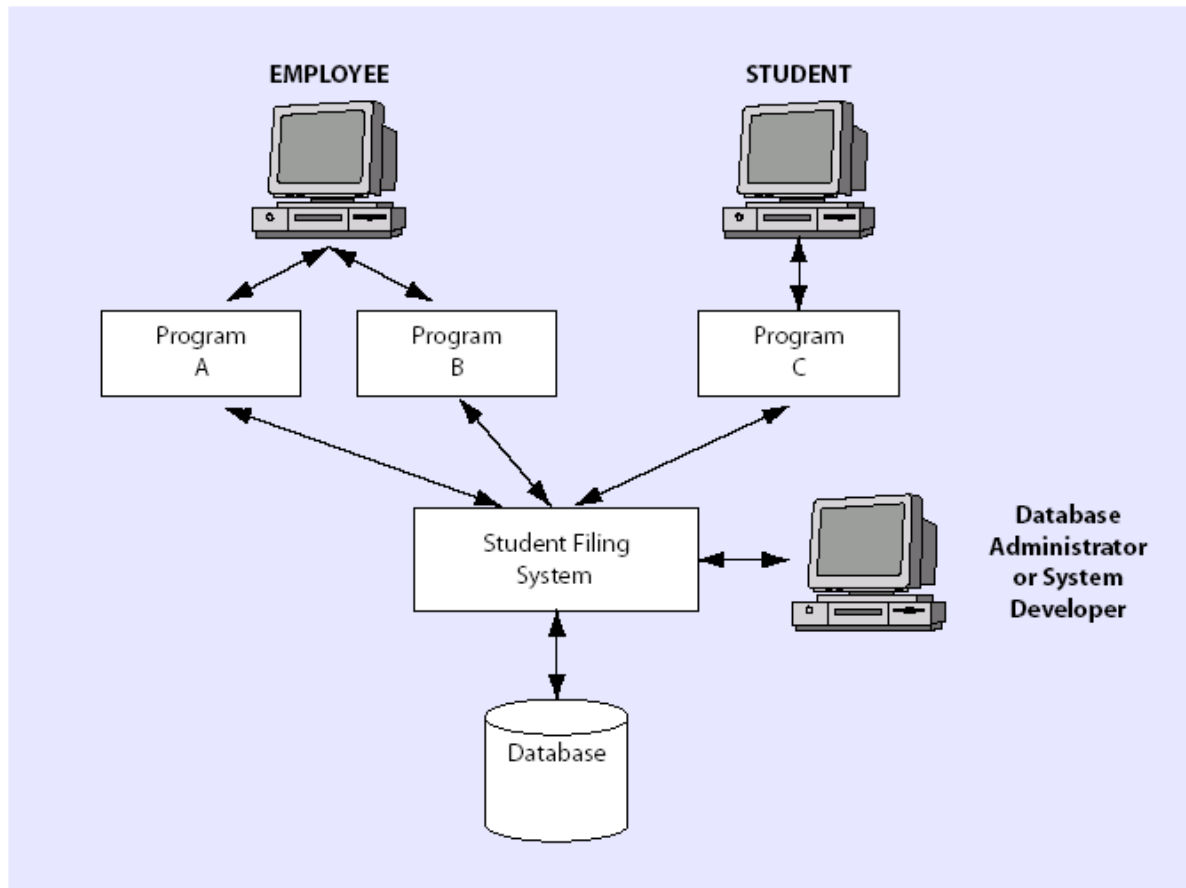 EMPLOYEE
STUDENT
Program
A
Program
B
Program
C
Student Filing
System
Database
Administrator
or System
Developer
Database